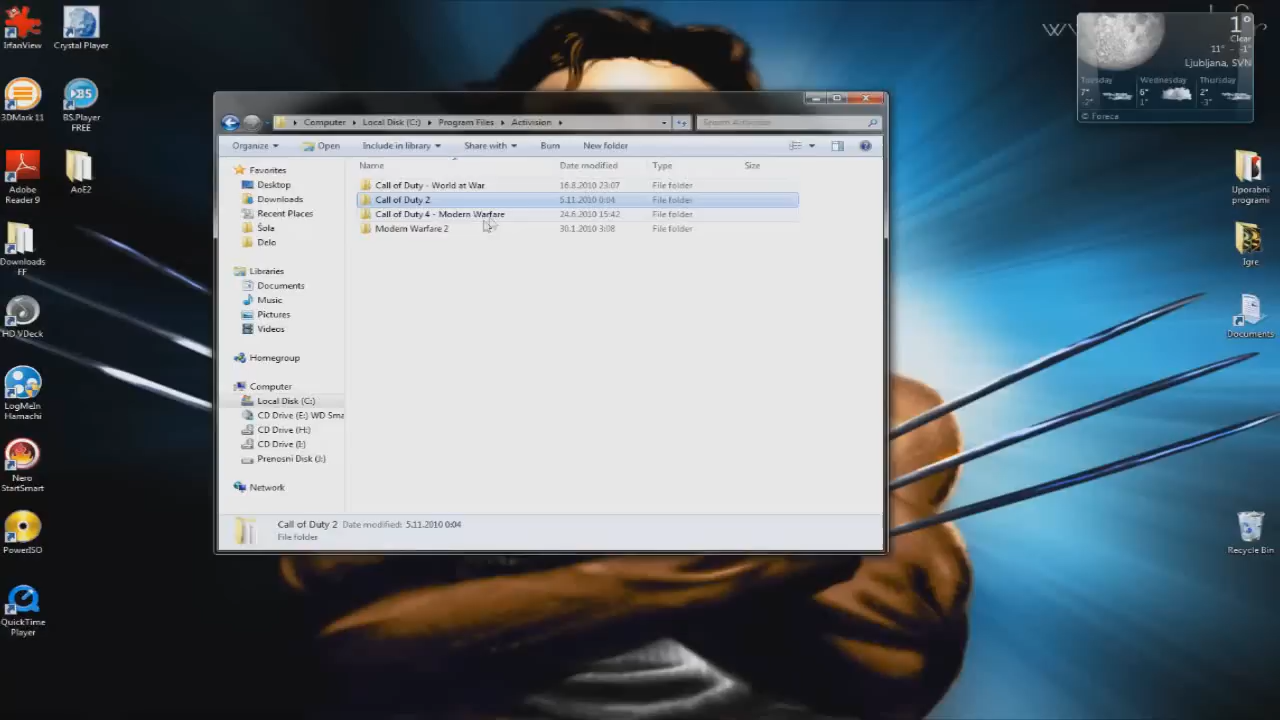 IrfanView
Crystal Player
3DMark 11
BS.Player FREE
Adobe Reader 9
AoE2
Downloads FF
HD VDeck
LogMeIn Hamachi
Nero StartSmart
PowerISO
QuickTime Player
Computer Local Disk (C:) Program Files Activision
Search Activision
Organize Open Include in library Share with Burn New folder
Name Date modified Type Size
Call of Duty - World at War 16.8.2010 23:07 File folder
Call of Duty 2 5.11.2010 0:04 File folder
Call of Duty 4 - Modern Warfare 24.6.2010 15:42 File folder
Modern Warfare 2 30.1.2010 3:08 File folder
Favorites
Desktop
Downloads
Recent Places
Šola
Delo
Libraries
Documents
Music
Pictures
Videos
Homegroup
Computer
Local Disk (C:)
CD Drive (E:) WD Sma
CD Drive (H:)
CD Drive (I:)
Prenosni Disk (J:)
Network
Call of Duty 2 Date modified: 5.11.2010 0:04
File folder
1°
Clear
11° - -1°
Ljubljana, SVN
Tuesday Wednesday Thursday
7° 6° 2°
-2° 1° -3°
© Foreca
Uporabni programi
Igre
Documents
Recycle Bin